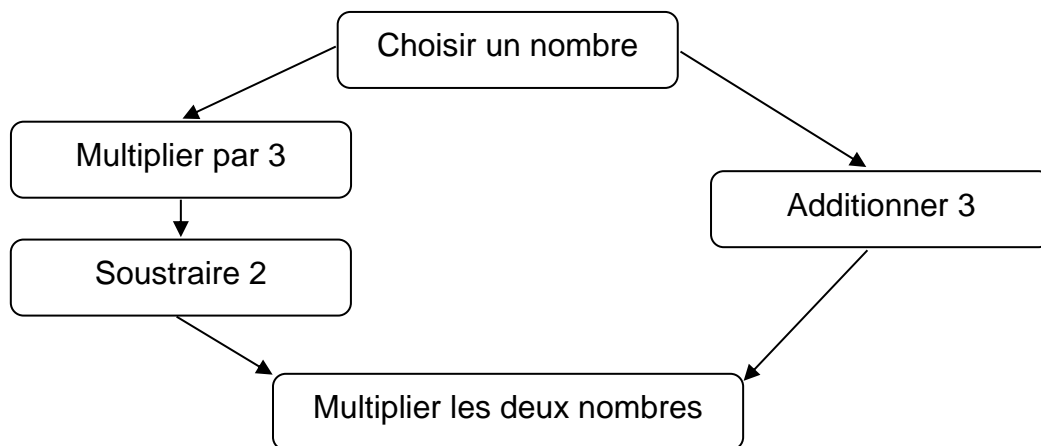 Choisir un nombre
Multiplier par 3
Additionner 3
Soustraire 2
Multiplier les deux nombres